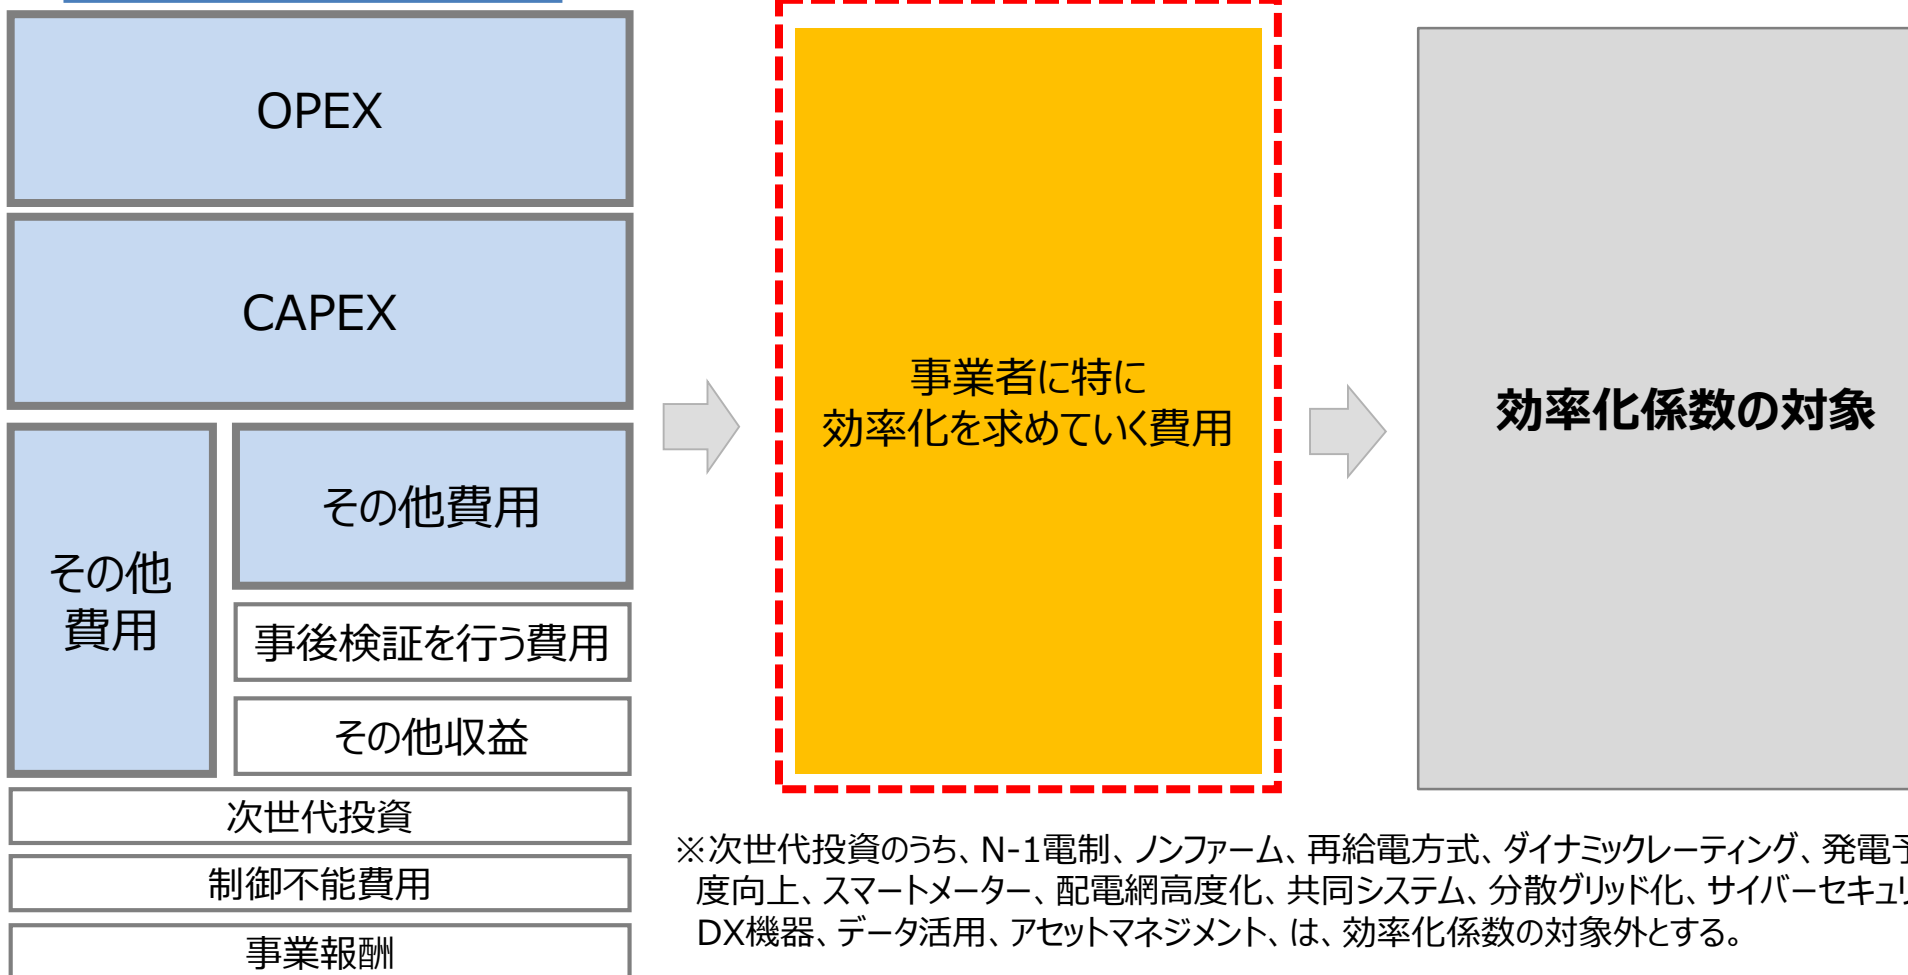 OPEX
CAPEX
その他
費用
その他費用
事後検証を行う費用
その他収益
次世代投資
制御不能費用
事業報酬
事業者に特に
効率化を求めていく費用
効率化係数の対象
※次世代投資のうち、N-1電制、ノンファーム、再給電方式、ダイナミックレーティング、発電予
度向上、スマートメーター、配電網高度化、共同システム、分散グリッド化、サイバーセキュリ
DX機器、データ活用、アセットマネジメント、は、効率化係数の対象外とする。